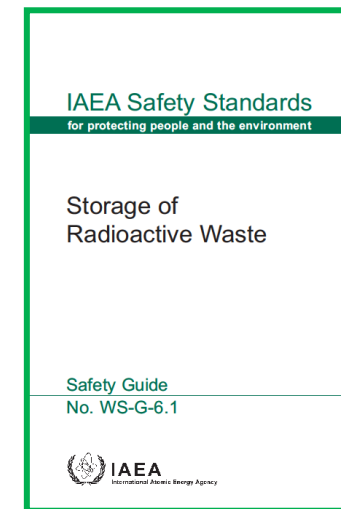 IAEA Safety Standards
for protecting people and the environment
Storage of
Radioactive Waste
Safety Guide
No. WS-G-6.1
IAEA
International Atomic Energy Agency